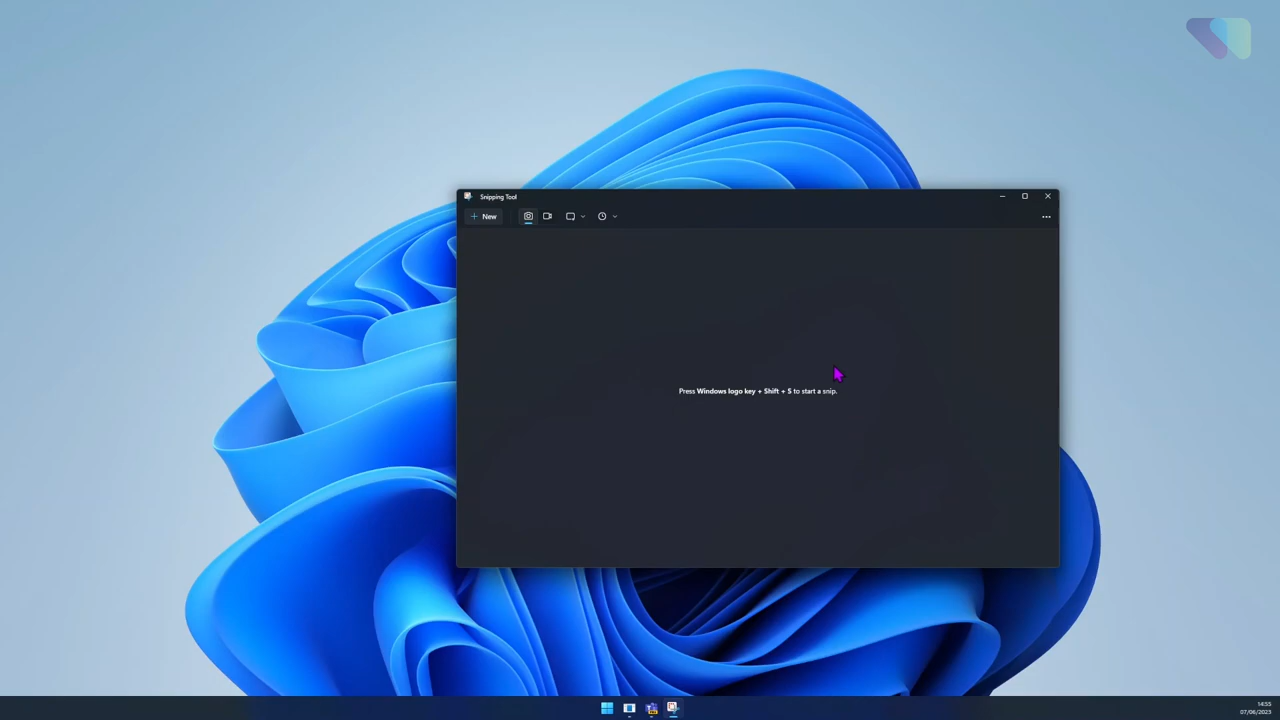 Snipping Tool
New
Press Windows logo key + Shift + S to start a snip.
14:55
07/06/2023